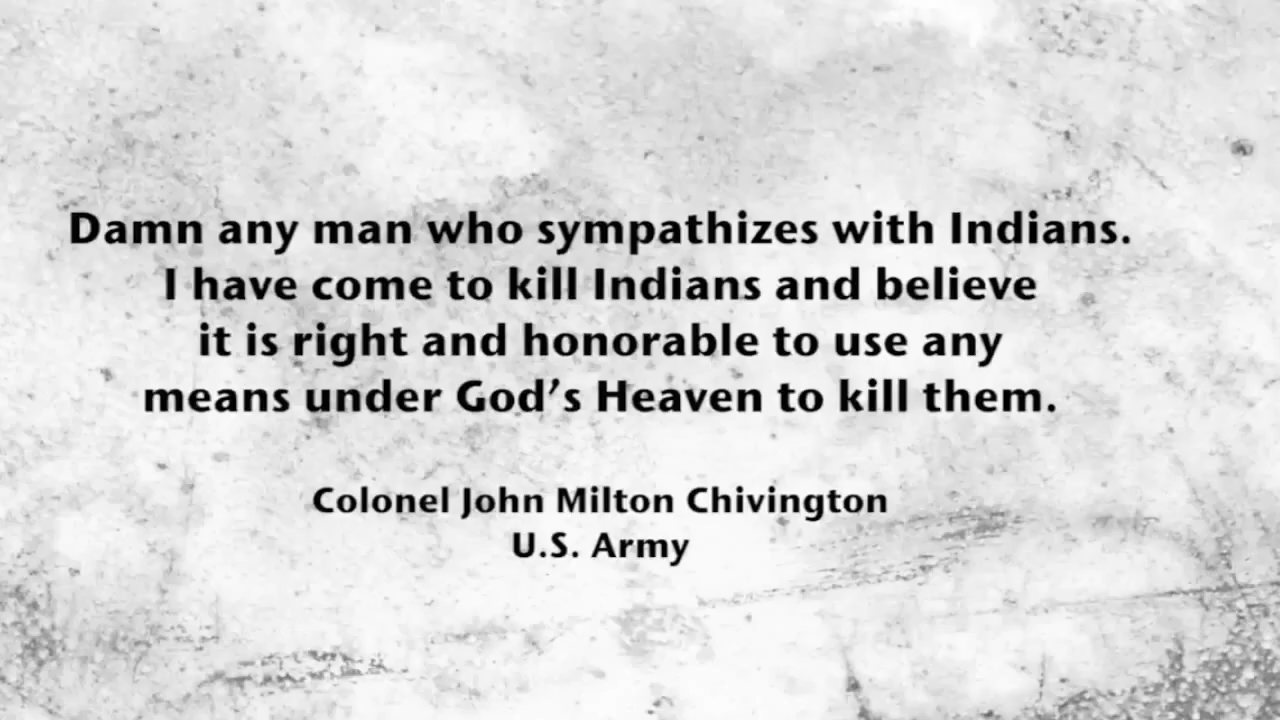 Damn any man who sympathizes with Indians.
I have come to kill Indians and believe
it is right and honorable to use any
means under God’s Heaven to kill them.
Colonel John Milton Chivington
U.S. Army